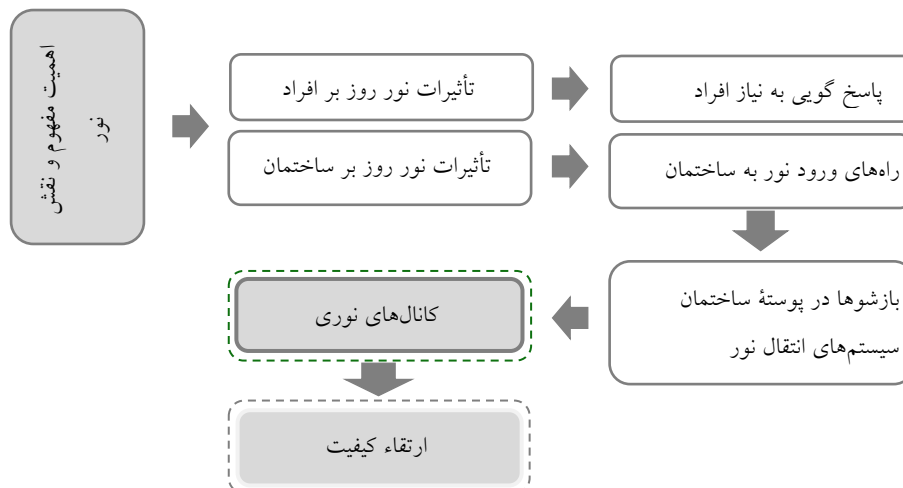 اهمیت مفهوم و نقش
نور
تأثیرات نور روز بر افراد
پاسخ گویی به نیاز افراد
تأثیرات نور روز بر ساختمان
راه‌های ورود نور به ساختمان
بازشوها در پوستهٔ ساختمان
سیستم‌های انتقال نور
کانال‌های نوری
ارتقاء کیفیت